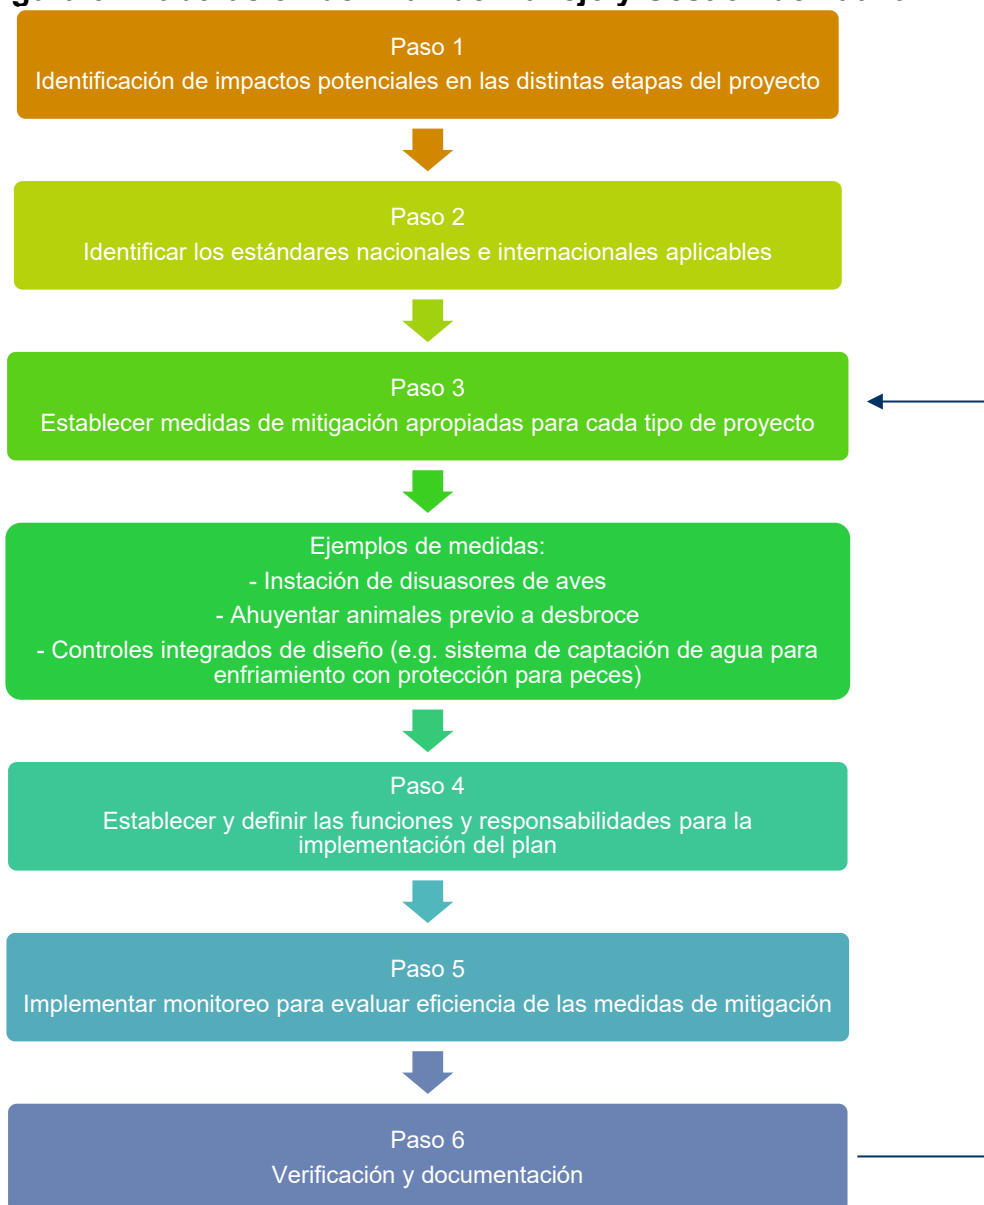 Paso 1
Identificación de impactos potenciales en las distintas etapas del proyecto
Paso 2
Identificar los estándares nacionales e internacionales aplicables
Paso 3
Establecer medidas de mitigación apropiadas para cada tipo de proyecto
Ejemplos de medidas:
- Instación de disuasores de aves
- Ahuyentar animales previo a desbroce
- Controles integrados de diseño (e.g. sistema de captación de agua para
enfriamiento con protección para peces)
Paso 4
Establecer y definir las funciones y responsabilidades para la
implementación del plan
Paso 5
Implementar monitoreo para evaluar eficiencia de las medidas de mitigación
Paso 6
Verificación y documentación